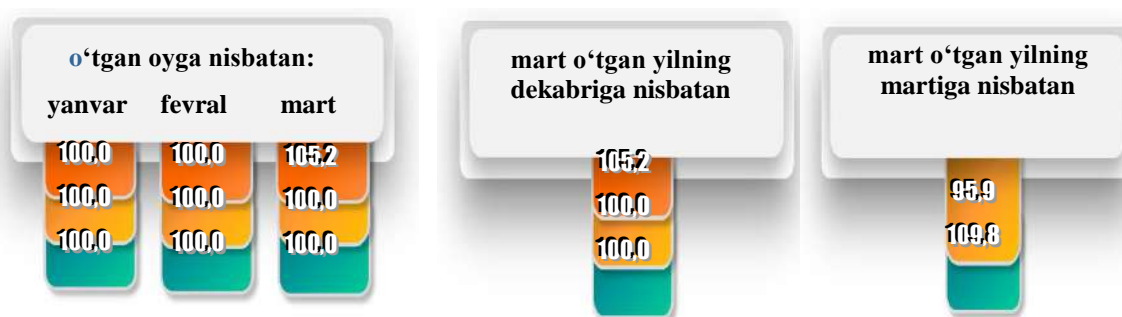 o‘tgan oyga nisbatan:
yanvar fevral mart
100,0 100,0 105,2
100,0 100,0 100,0
100,0 100,0 100,0
mart o‘tgan yilning
dekabriga nisbatan
105,2
100,0
100,0
mart o‘tgan yilning
martiga nisbatan
95,9
109,8